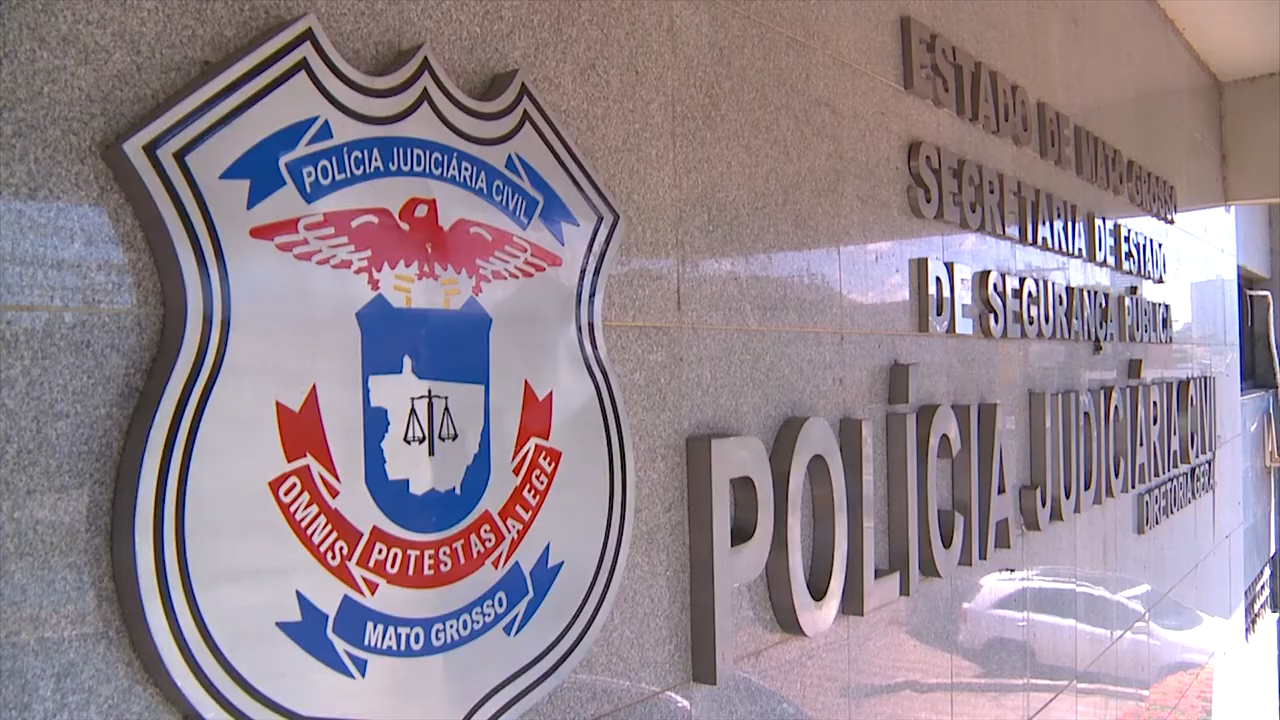 POLÍCIA JUDICIÁRIA CIVIL
OMNIS POTESTAS ALEGE
MATO GROSSO
ESTADO DE MATO GROSSO
SECRETARIA DE ESTADO
DE SEGURANÇA PÚBLICA
POLÍCIA JUDICIÁRIA CIVIL
DIRETORIA GERAL